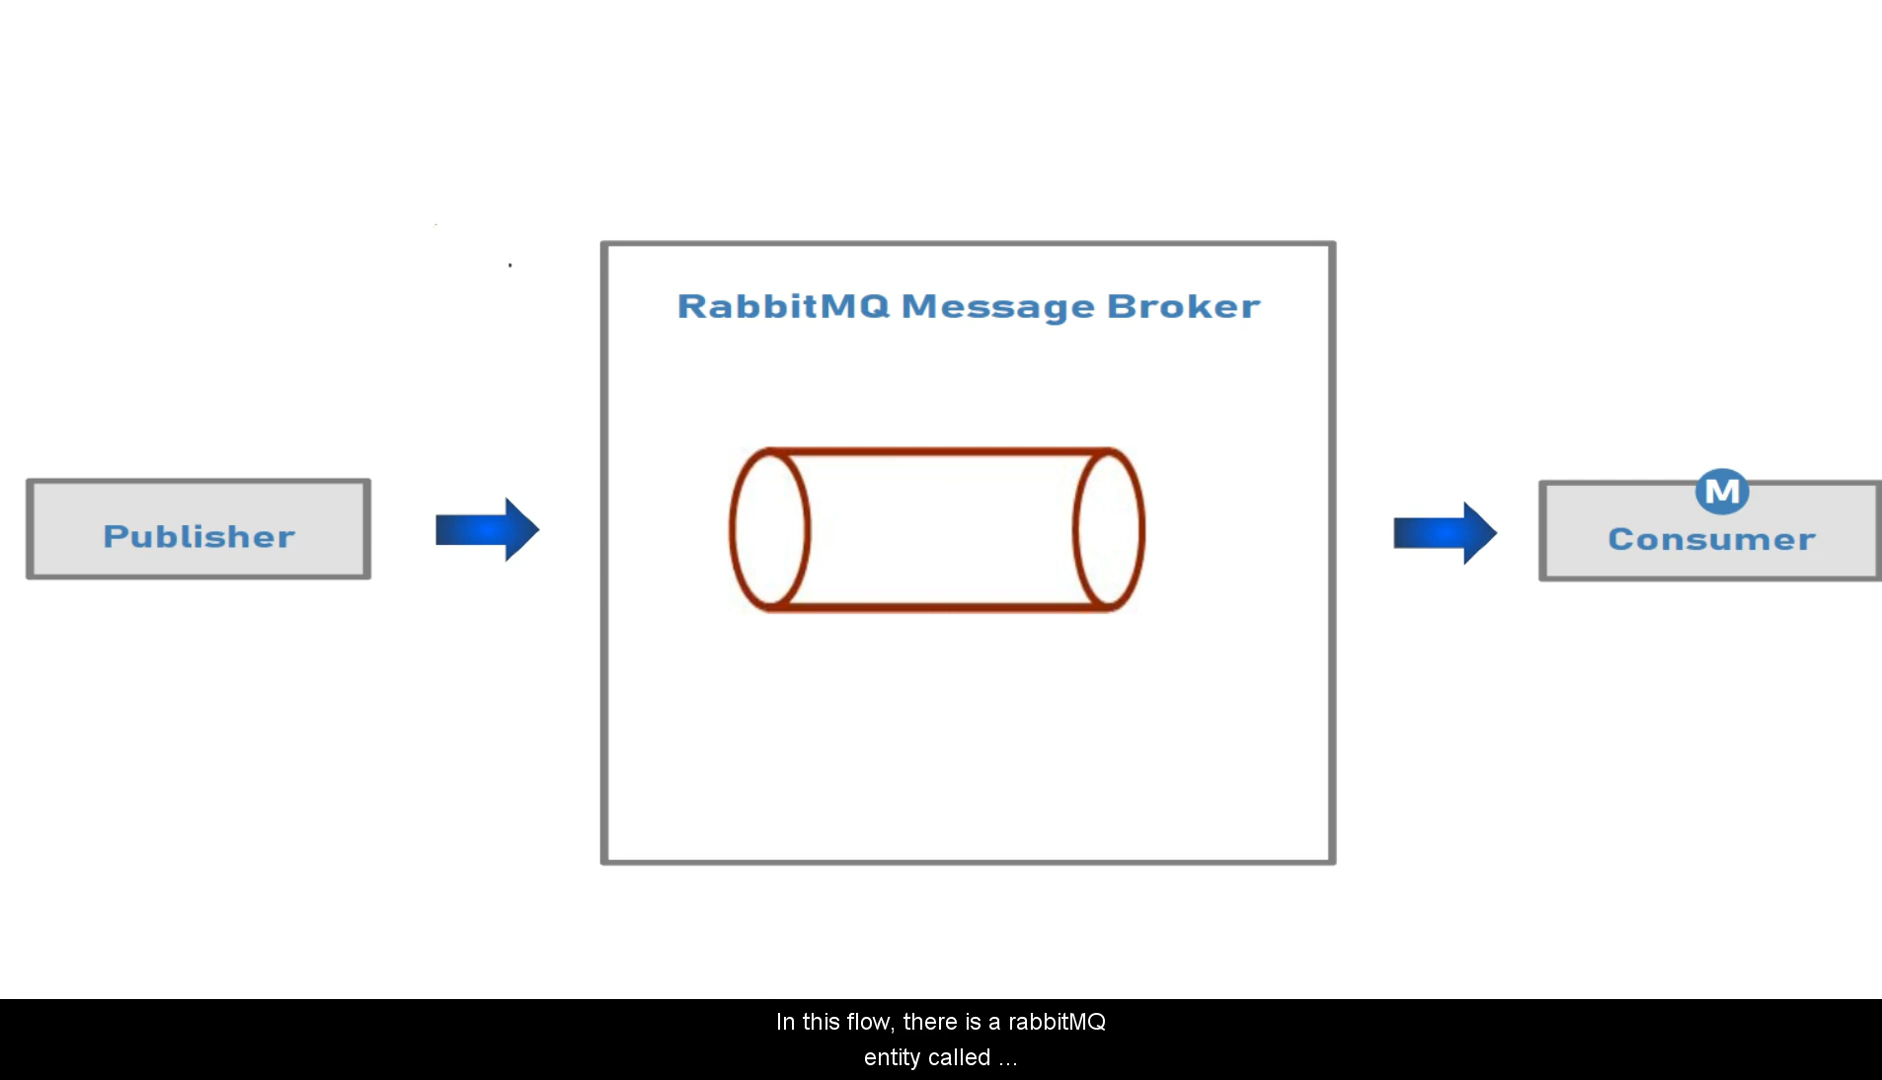 RabbitMQ Message Broker
Publisher
M
Consumer
In this flow, there is a rabbitMQ
entity called ...